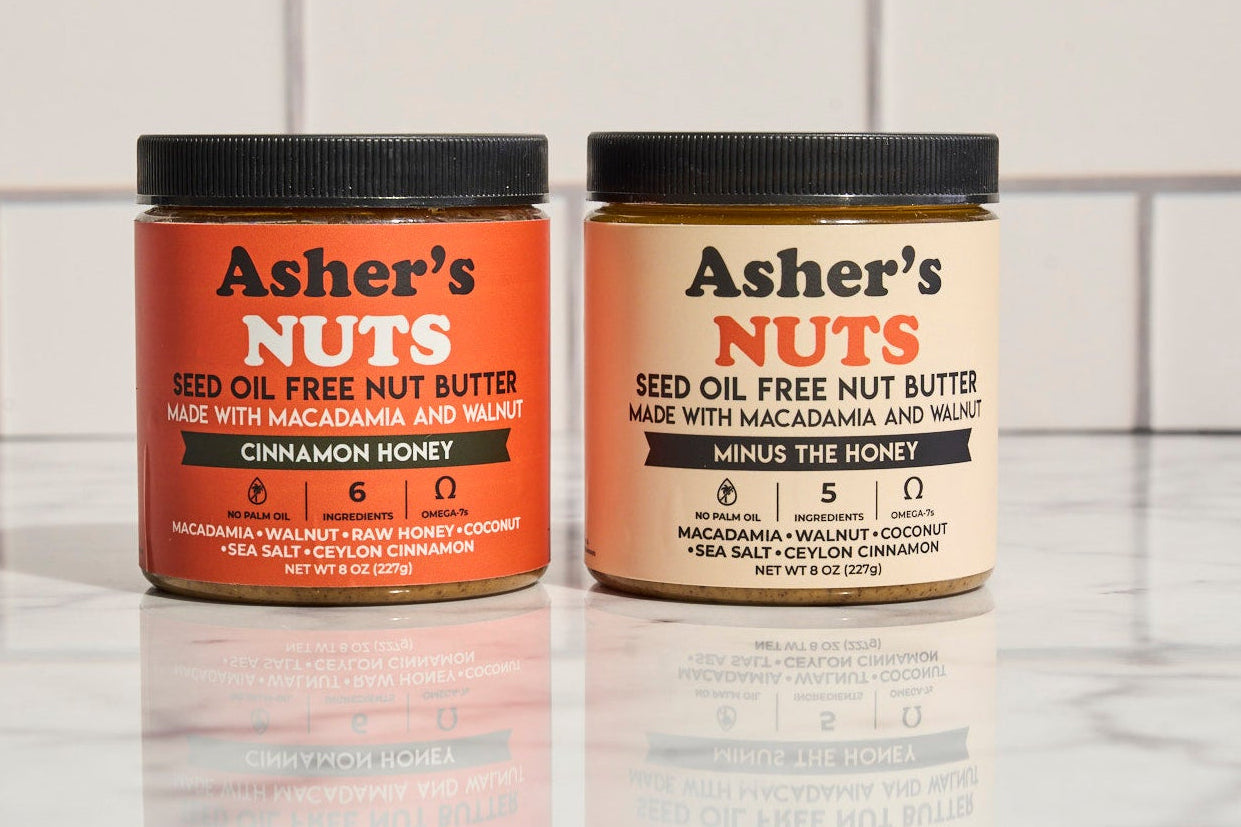 Asher's
NUTS
SEED OIL FREE NUT BUTTER
MADE WITH MACADAMIA AND WALNUT
CINNAMON HONEY
NO PALM OIL
6
INGREDIENTS
OMEGA-7s
MACADAMIA • WALNUT • RAW HONEY • COCONUT
• SEA SALT • CEYLON CINNAMON
NET WT 8 OZ (227g)
Asher's
NUTS
SEED OIL FREE NUT BUTTER
MADE WITH MACADAMIA AND WALNUT
MINUS THE HONEY
NO PALM OIL
5
INGREDIENTS
OMEGA-7s
MACADAMIA • WALNUT • COCONUT
• SEA SALT • CEYLON CINNAMON
NET WT 8 OZ (227g)